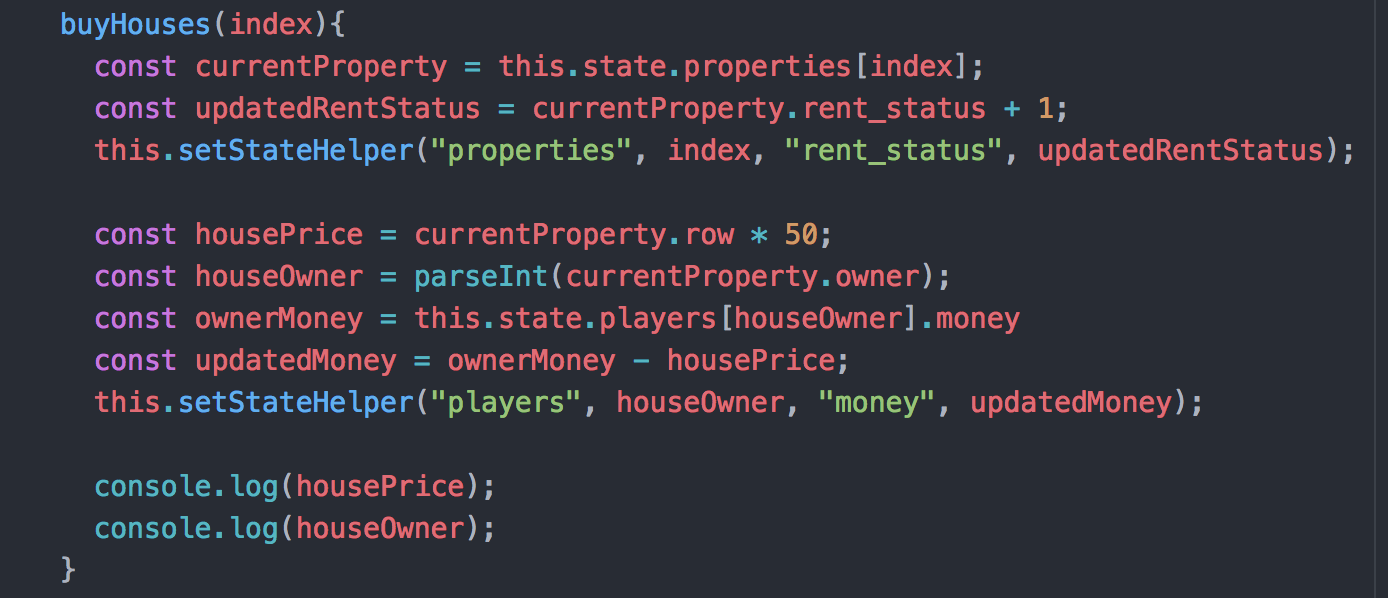 buyHouses(index){
const currentProperty = this.state.properties[index];
const updatedRentStatus = currentProperty.rent_status + 1;
this.setStateHelper("properties", index, "rent_status", updatedRentStatus);
const housePrice = currentProperty.row * 50;
const houseOwner = parseInt(currentProperty.owner);
const ownerMoney = this.state.players[houseOwner].money
const updatedMoney = ownerMoney - housePrice;
this.setStateHelper("players", houseOwner, "money", updatedMoney);
console.log(housePrice);
console.log(houseOwner);
}